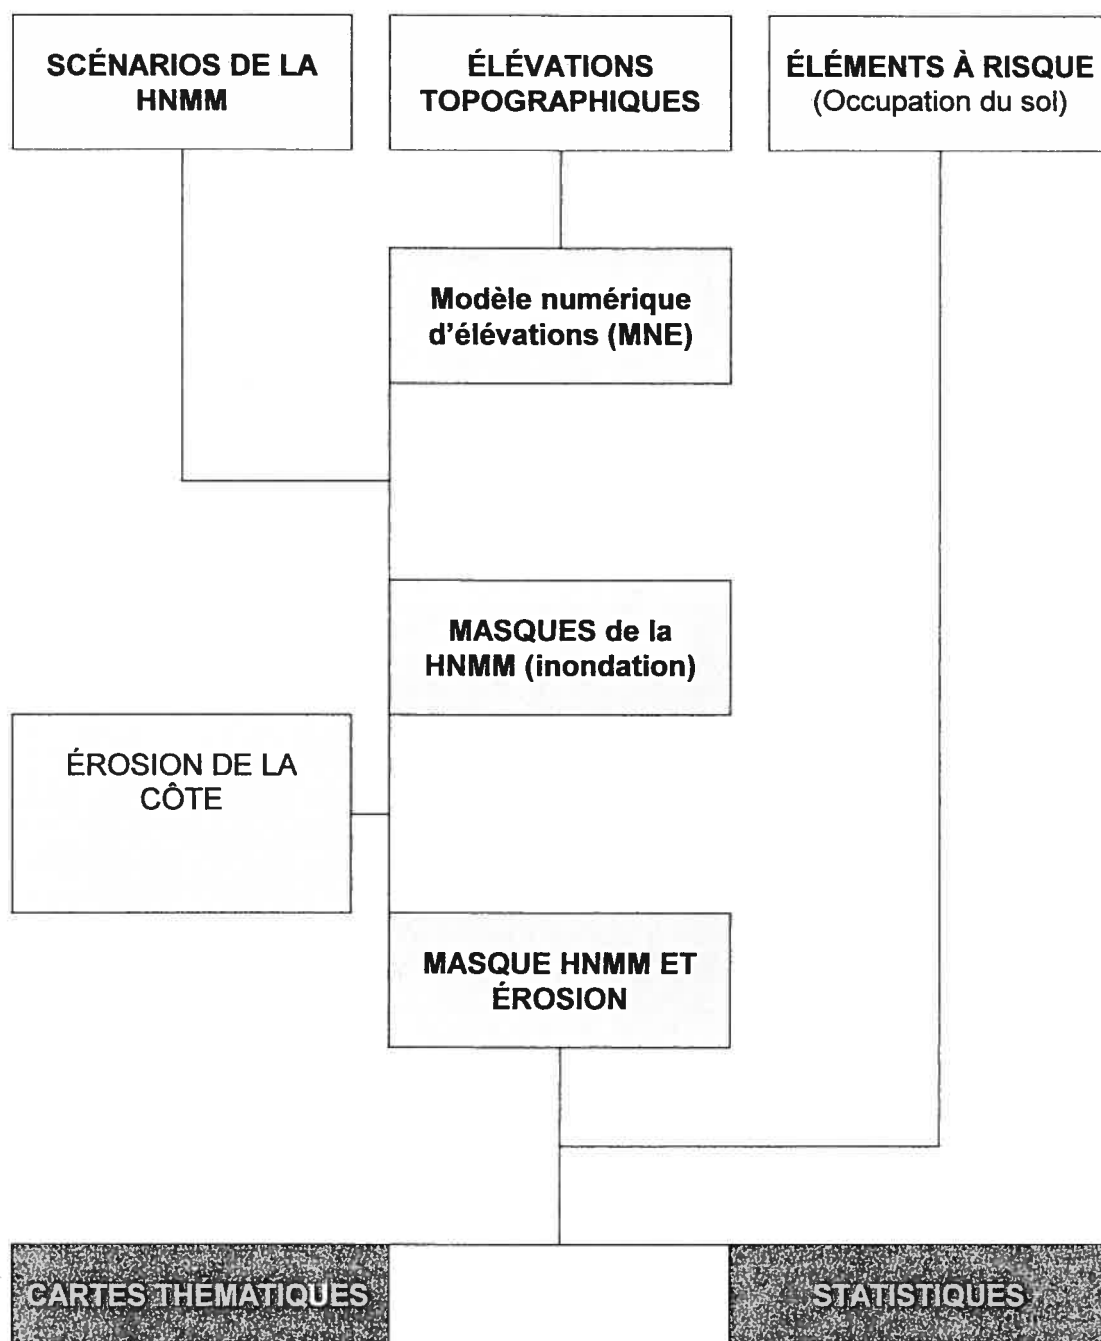 SCÉNARIOS DE LA
HNMM
ÉLÉVATIONS
TOPOGRAPHIQUES
ÉLÉMENTS À RISQUE
(Occupation du sol)
Modèle numérique
d'élévations (MNE)
MASQUES de la
HNMM (inondation)
ÉROSION DE LA
CÔTE
MASQUE HNMM ET
ÉROSION
CARTES THÉMATIQUES
STATISTIQUES